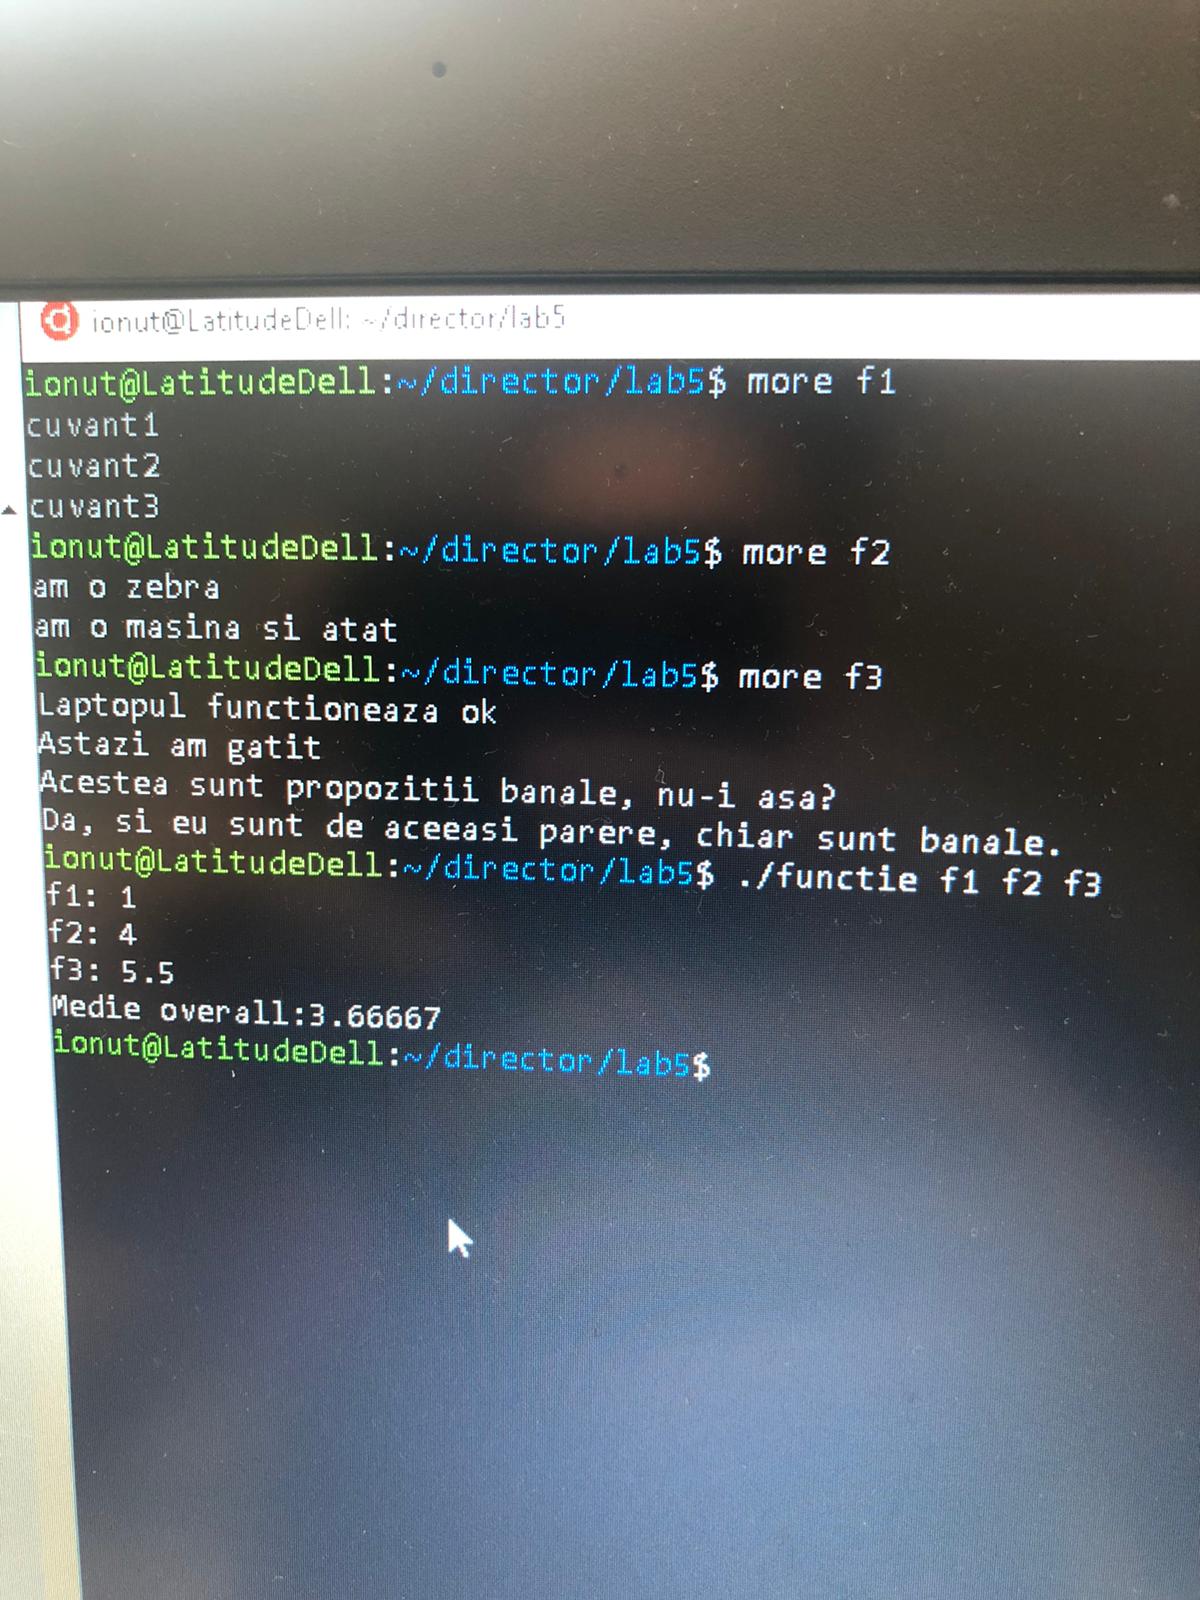 ionut@LatitudeDell: ~/director/lab5
ionut@LatitudeDell:~/director/lab5$ more f1
cuvant1
cuvant2
cuvant3
ionut@LatitudeDell:~/director/lab5$ more f2
am o zebra
am o masina si atat
ionut@LatitudeDell:~/director/lab5$ more f3
Laptopul functioneaza ok
Astazi am gatit
Acestea sunt propozitii banale, nu-i asa?
Da, si eu sunt de aceeasi parere, chiar sunt banale.
ionut@LatitudeDell:~/director/lab5$ ./functie f1 f2 f3
f1: 1
f2: 4
f3: 5.5
Medie overall:3.66667
ionut@LatitudeDell:~/director/lab5$